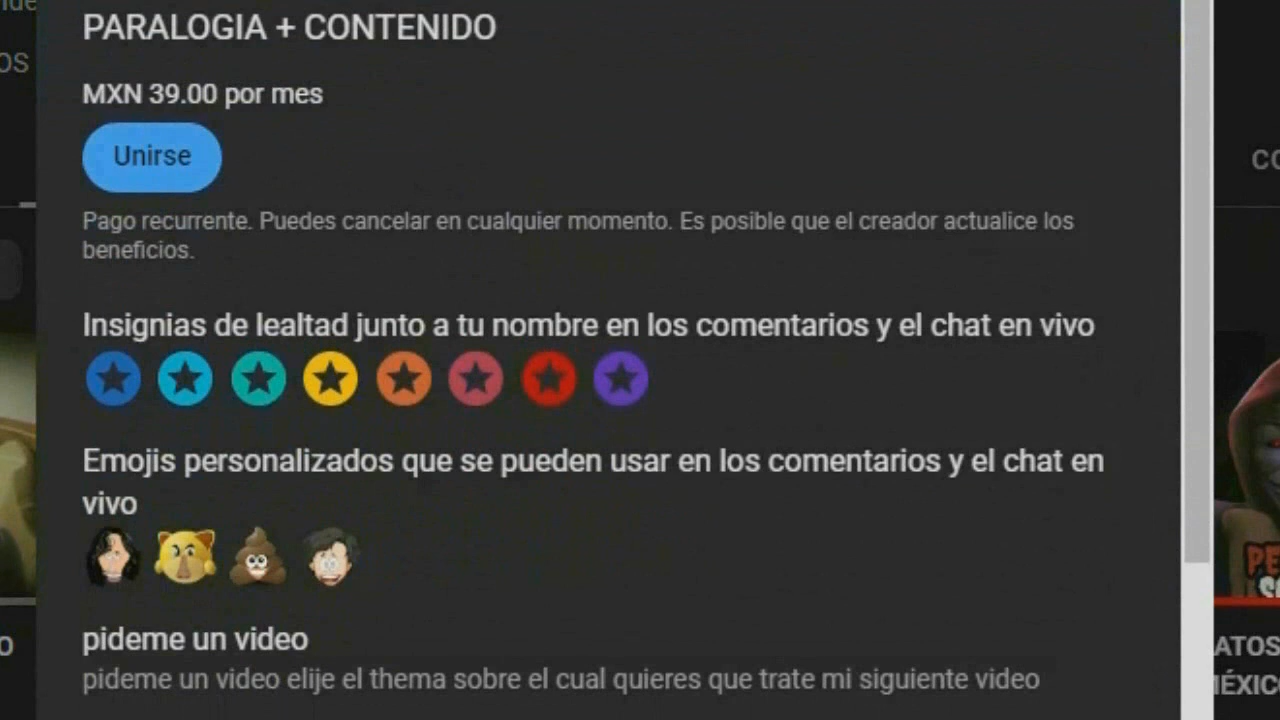 PARALOGIA + CONTENIDO
OS
MXN 39.00 por mes
Unirse
Pago recurrente. Puedes cancelar en cualquier momento. Es posible que el creador actualice los
beneficios.
Insignias de lealtad junto a tu nombre en los comentarios y el chat en vivo
Emojis personalizados que se pueden usar en los comentarios y el chat en
vivo
pideme un video
ATOS
pideme un video elije el thema sobre el cual quieres que trate mi siguiente video